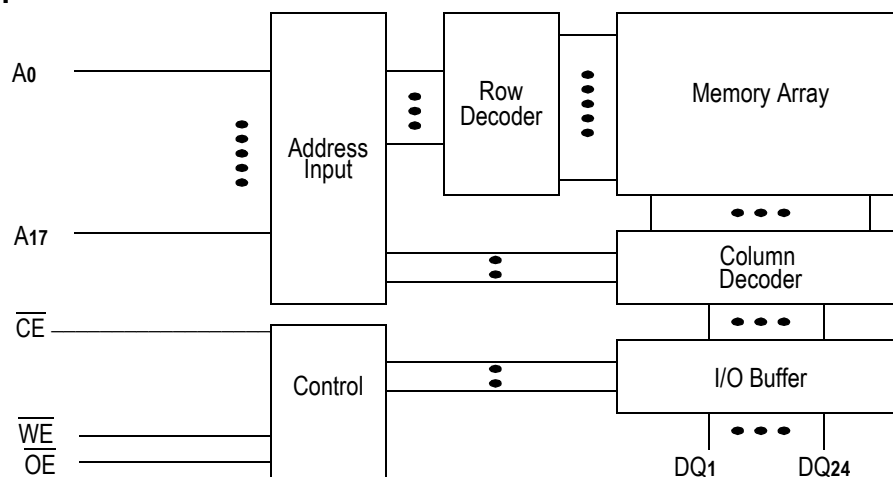 A0
A17
CE
WE
OE
Address
Input
Control
Row
Decoder
Memory Array
Column
Decoder
I/O Buffer
DQ1
DQ24